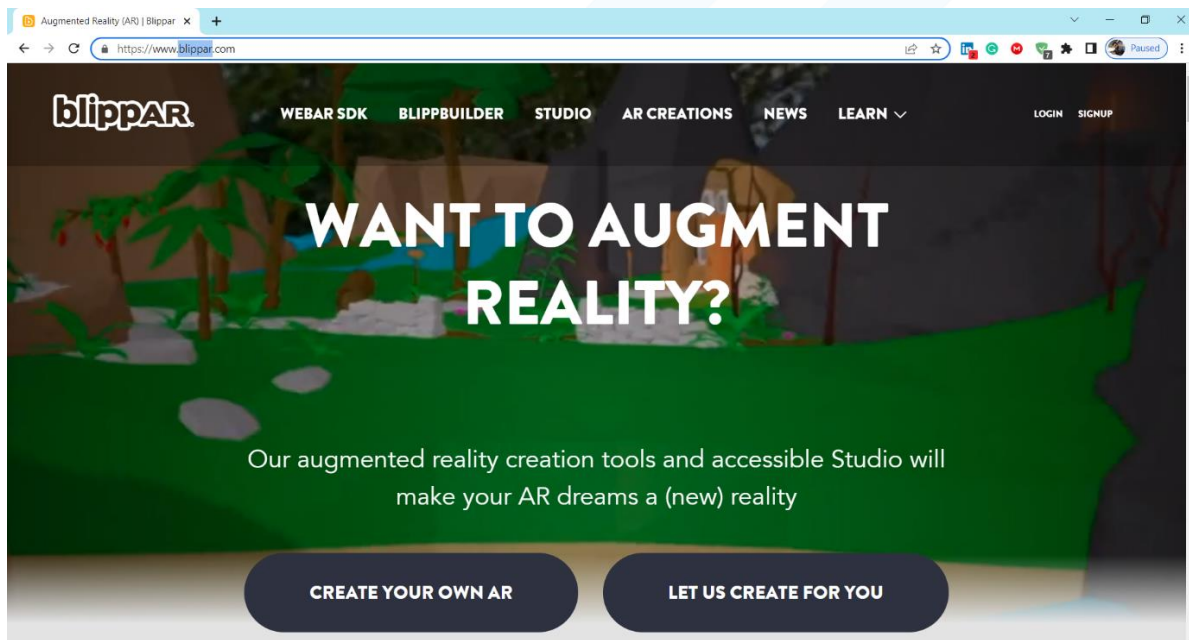 Augmented Reality (AR) | Blippar
https://www.blippar.com
2
7
Paused
blippAR
WEBAR SDK BLIPPBUILDER STUDIO AR CREATIONS NEWS LEARN
LOGIN SIGNUP
WANT TO AUGMENT
REALITY?
Our augmented reality creation tools and accessible Studio will
make your AR dreams a (new) reality
CREATE YOUR OWN AR
LET US CREATE FOR YOU